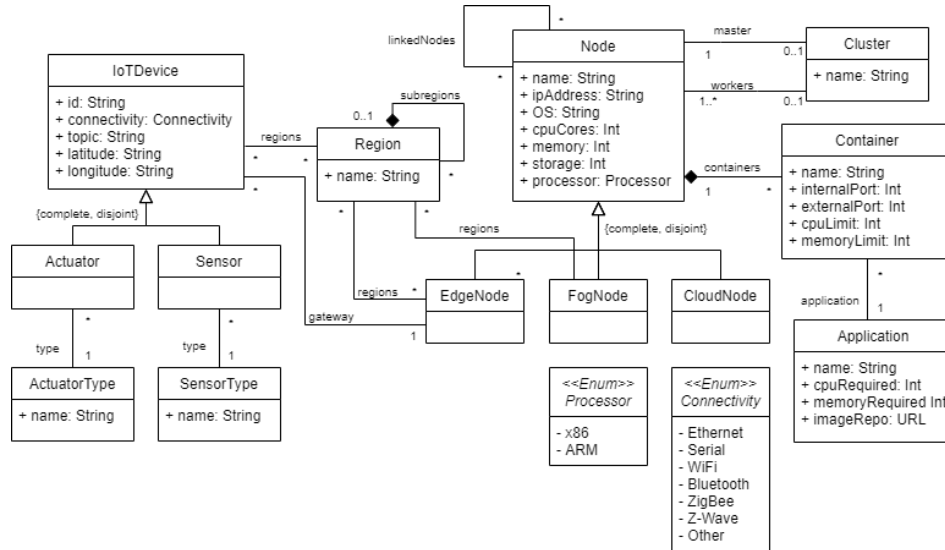 linkedNodes
*
*
Node
+ name: String
+ ipAddress: String
+ OS: String
+ cpuCores: Int
+ memory: Int
+ storage: Int
+ processor: Processor
master
1
0..1
workers
1..*
0..1
Cluster
+ name: String
IoTDevice
+ id: String
+ connectivity: Connectivity
+ topic: String
+ latitude: String
+ longitude: String
subregions
0..1
*
regions
*
*
Region
+ name: String
containers
1
*
Container
+ name: String
+ internalPort: Int
+ externalPort: Int
+ cpuLimit: Int
+ memoryLimit: Int
*
*
*
{complete, disjoint}
regions
{complete, disjoint}
Actuator
Sensor
*
regions
*
gateway
1
EdgeNode
FogNode
CloudNode
*
application
1
*
type
1
*
type
1
Application
+ name: String
+ cpuRequired: Int
+ memoryRequired Int
+ imageRepo: URL
ActuatorType
+ name: String
SensorType
+ name: String
<<Enum>>
Processor
- x86
- ARM
<<Enum>>
Connectivity
- Ethernet
- Serial
- WiFi
- Bluetooth
- ZigBee
- Z-Wave
- Other